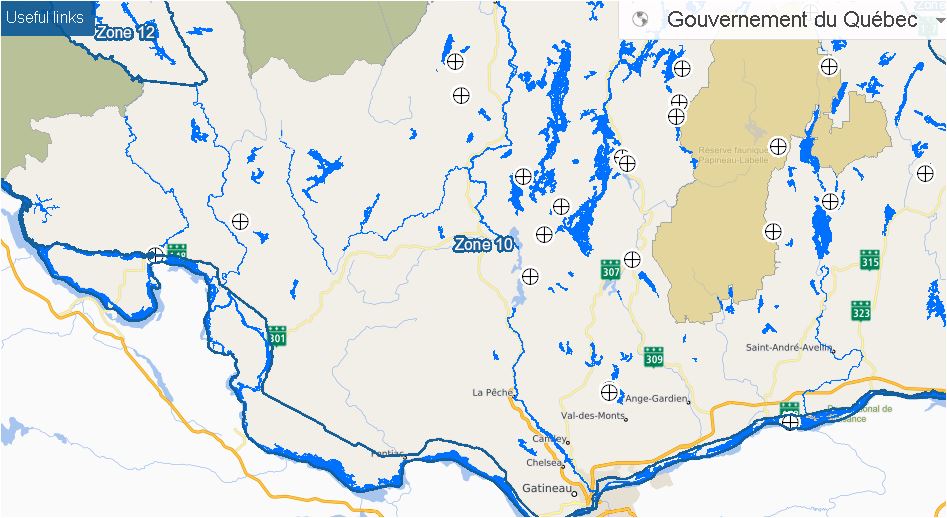 Useful links
Gouvernement du Québec
Zone 12
Réserve faunique
Papineau-Labelle
Zone 10
307
315
323
301
309
Saint-André-Avellin
La Pêche
Ange-Gardien
Val-des-Monts
Cantley
Chelsea
Pontiac
Gatineau